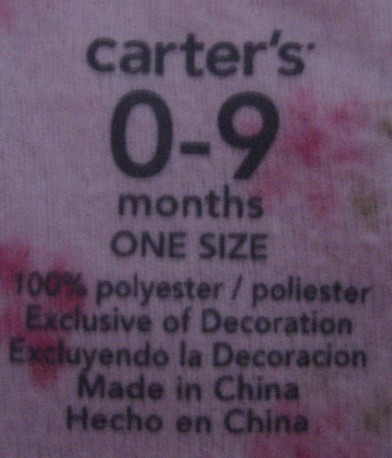 carter's
0-9
months
ONE SIZE
100% polyester / poliester
Exclusive of Decoration
Excluyendo la Decoracion
Made in China
Hecho en China